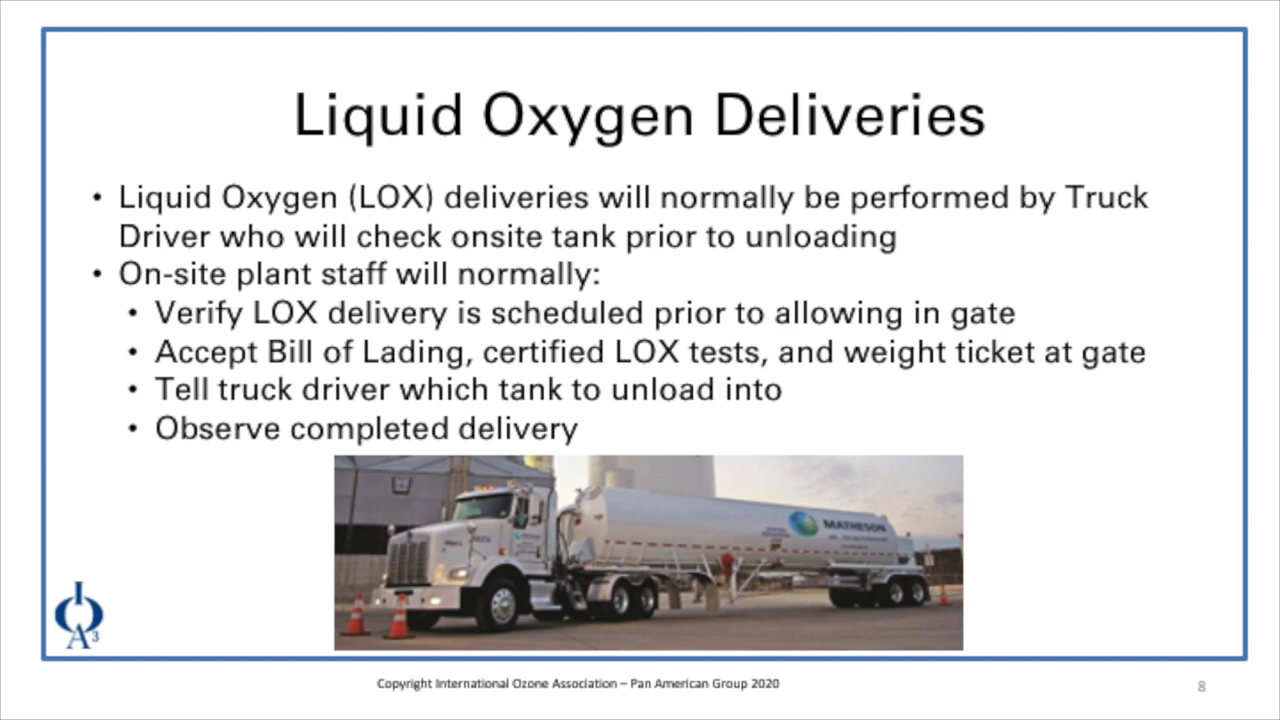 Liquid Oxygen Deliveries
• Liquid Oxygen (LOX) deliveries will normally be performed by Truck
Driver who will check onsite tank prior to unloading
• On-site plant staff will normally:
• Verify LOX delivery is scheduled prior to allowing in gate
• Accept Bill of Lading, certified LOX tests, and weight ticket at gate
• Tell truck driver which tank to unload into
• Observe completed delivery
MATHESON
IOA3
Copyright International Ozone Association – Pan American Group 2020
8